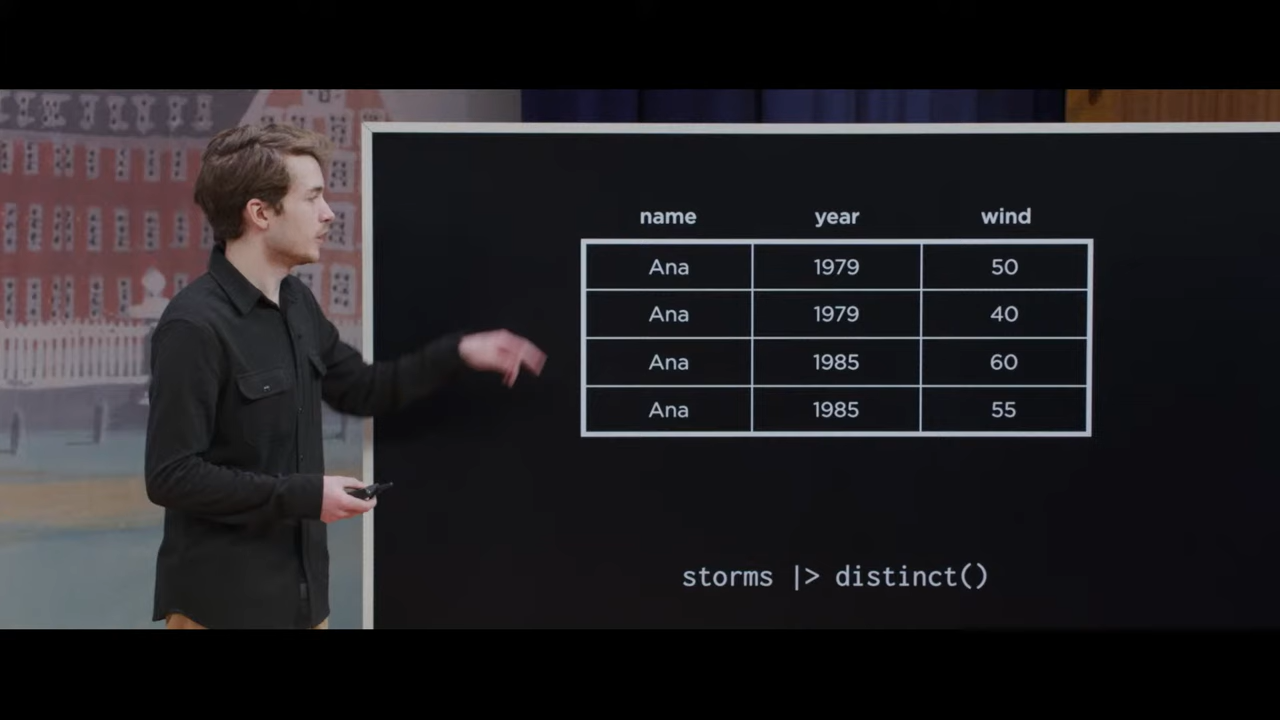 name year wind
Ana 1979 50
Ana 1979 40
Ana 1985 60
Ana 1985 55
storms |> distinct()